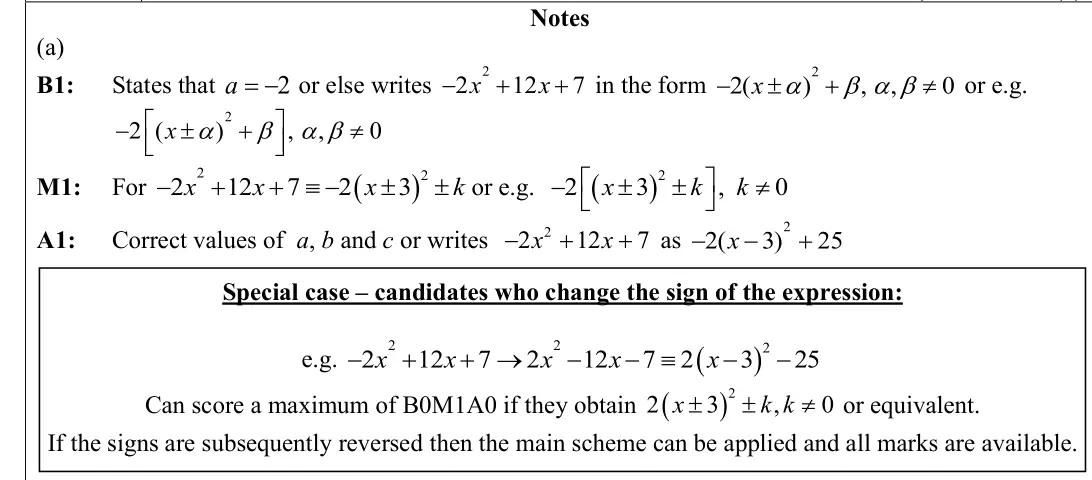 Notes
(a)
B1: States that a = −2 or else writes −2x² +12x+7 in the form −2(x±α)² + β, α, β ≠ 0 or e.g.
−2[(x±α)² + β], α, β ≠ 0
M1: For −2x² +12x+7 ≡ −2(x±3)² ± k or e.g. −2[(x±3)² ± k], k ≠ 0
A1: Correct values of a, b and c or writes −2x² +12x + 7 as −2(x−3)² + 25
Special case – candidates who change the sign of the expression:
e.g. −2x² +12x+7 → 2x² −12x−7 ≡ 2(x−3)² − 25
Can score a maximum of B0M1A0 if they obtain 2(x±3)² ± k, k ≠ 0 or equivalent.
If the signs are subsequently reversed then the main scheme can be applied and all marks are available.